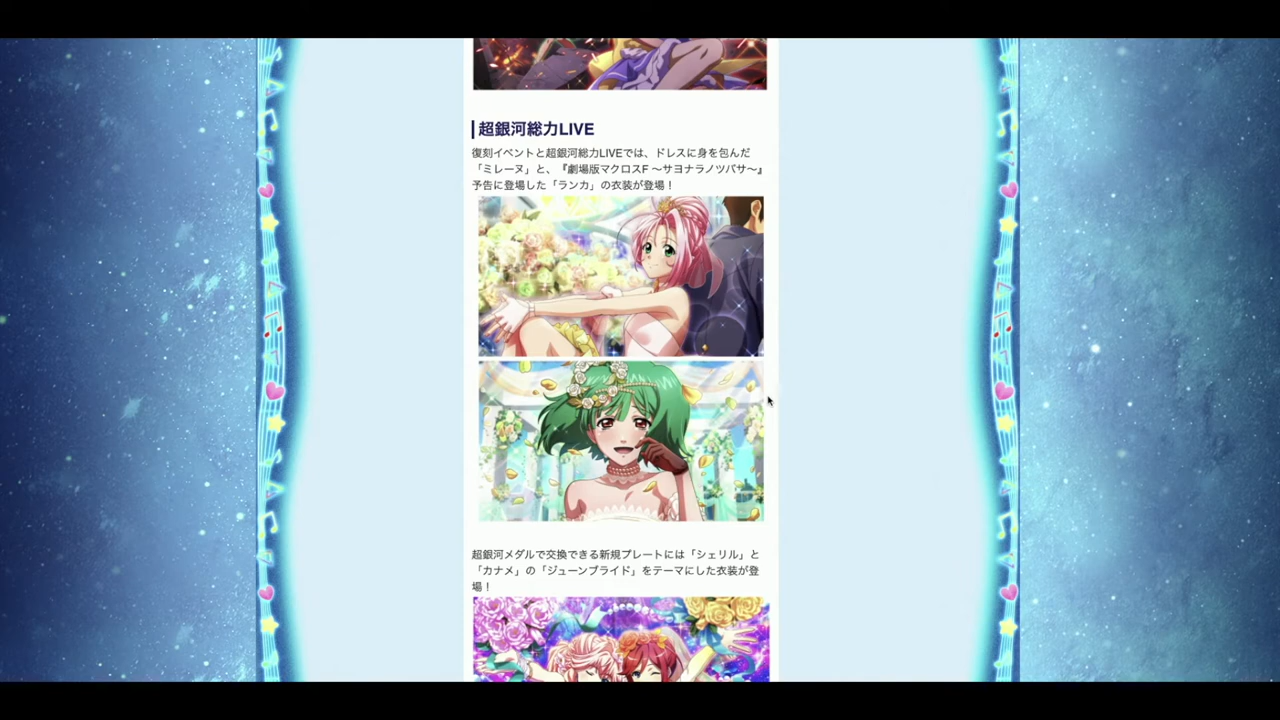 超銀河総力LIVE
復刻イベントと超銀河総力LIVEでは、ドレスに身を包んだ
「ミレーヌ」と、『劇場版マクロスF 〜サヨナラノツバサ〜』
予告に登場した「ランカ」の衣装が登場！
超銀河メダルで交換できる新規プレートには「シェリル」と
「カナメ」の「ジューンブライド」をテーマにした衣装が登
場！